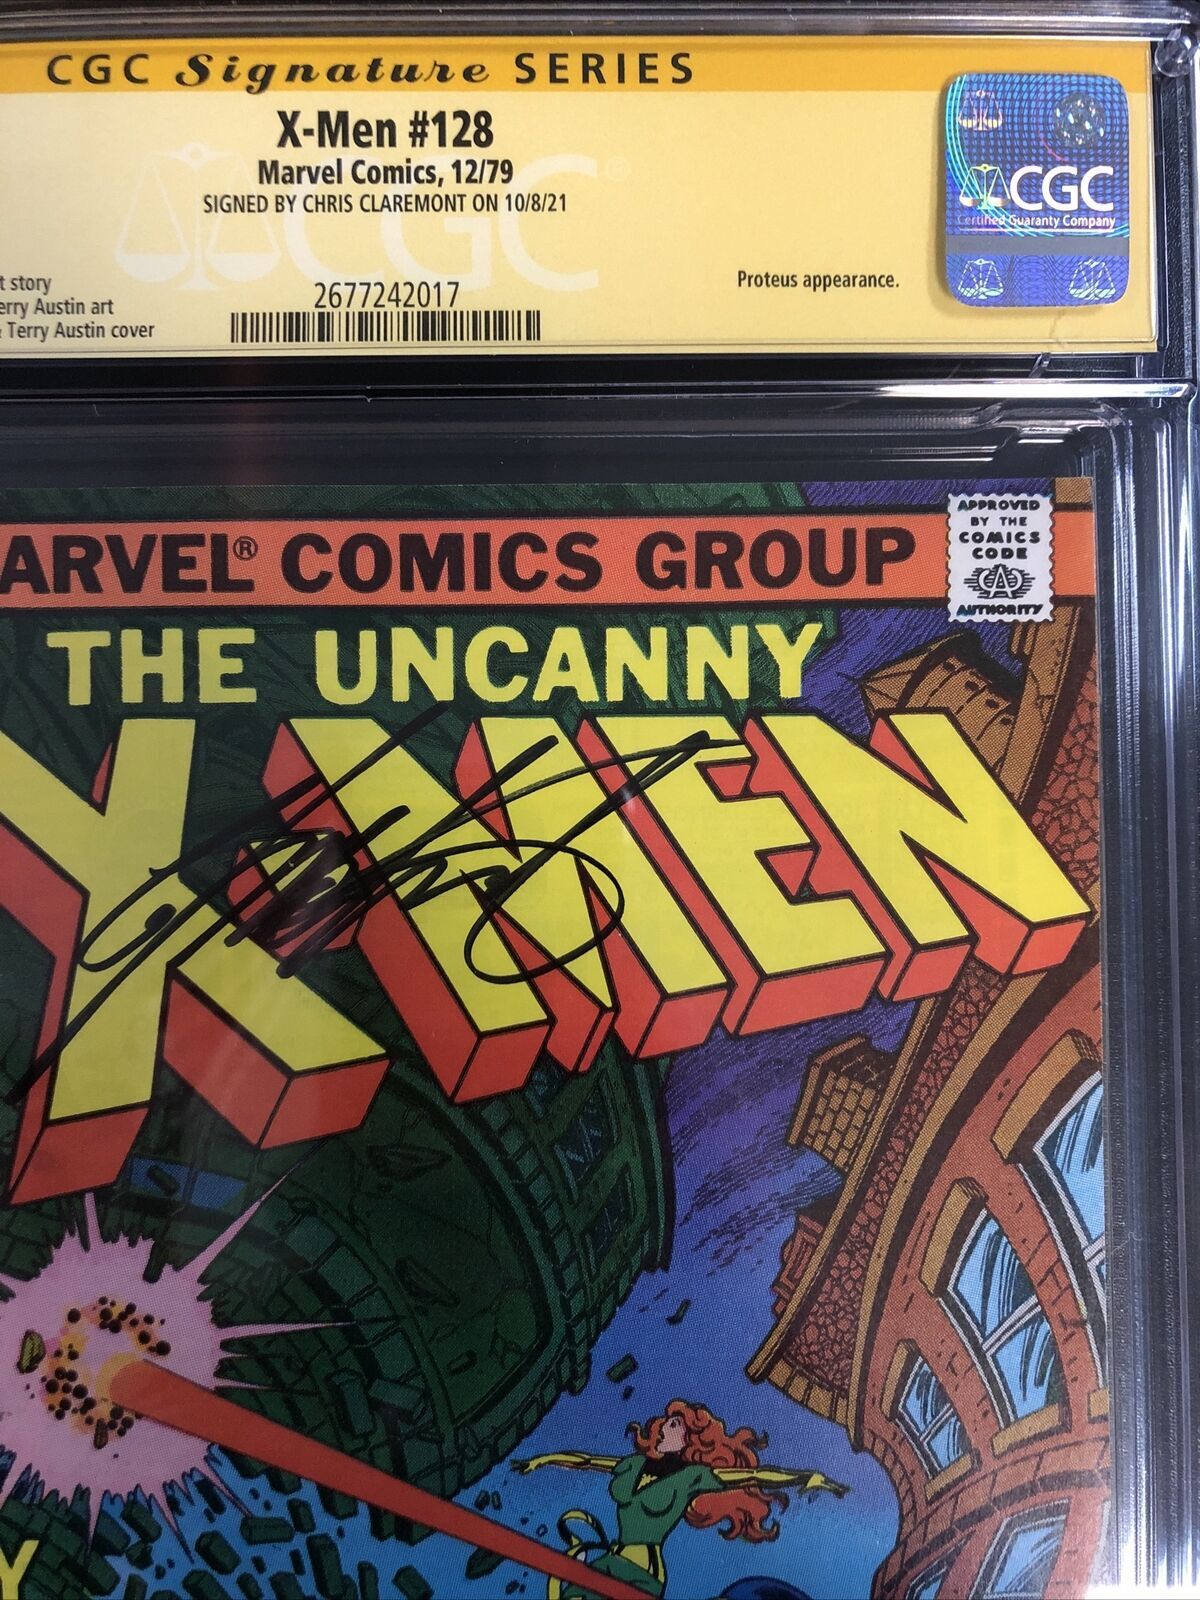 CGC Signature SERIES
X-Men #128
Marvel Comics, 12/79
SIGNED BY CHRIS CLAREMONT ON 10/8/21
CGC
CGC
Certified Guaranty Company
t story
erry Austin art
& Terry Austin cover
2677242017
Proteus appearance.
ARVEL® COMICS GROUP
APPROVED
BY THE
COMICS
CODE
CA
AUTHORITY
THE UNCANNY
X-MEN
Y